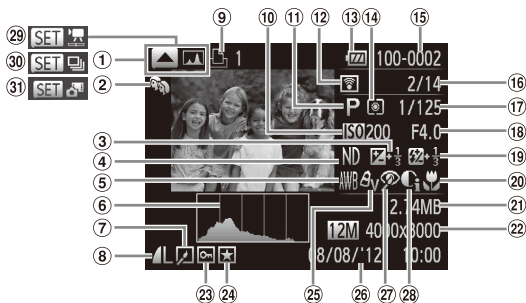 ㉙ SET
㉚ SET
㉛ SET
① ② ③ ④ ⑤ ⑥ ⑦ ⑧
⑨ ⑩ ⑪ ⑫ ⑬ ⑭ ⑮
1 100-0002
2/14 ⑯
P 1/125 ⑰
ISO200 F4.0 ⑱
ND +1/3 +1/3 ⑲
AWB Av i ⑳
2.14MB ㉑
12M 4000x3000 ㉒
L
08/08/'12 10:00
㉓ ㉔ ㉕ ㉖ ㉗ ㉘